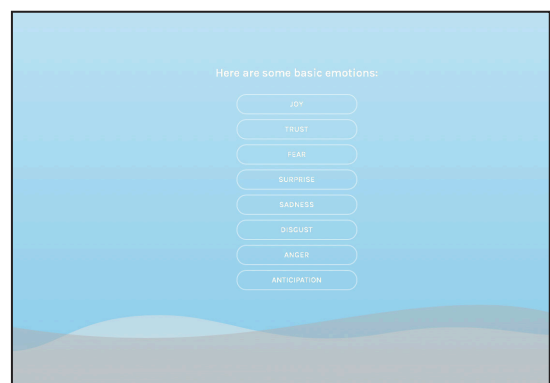 Here are some basic emotions:
JOY
TRUST
FEAR
SURPRISE
SADNESS
DISGUST
ANGER
ANTICIPATION